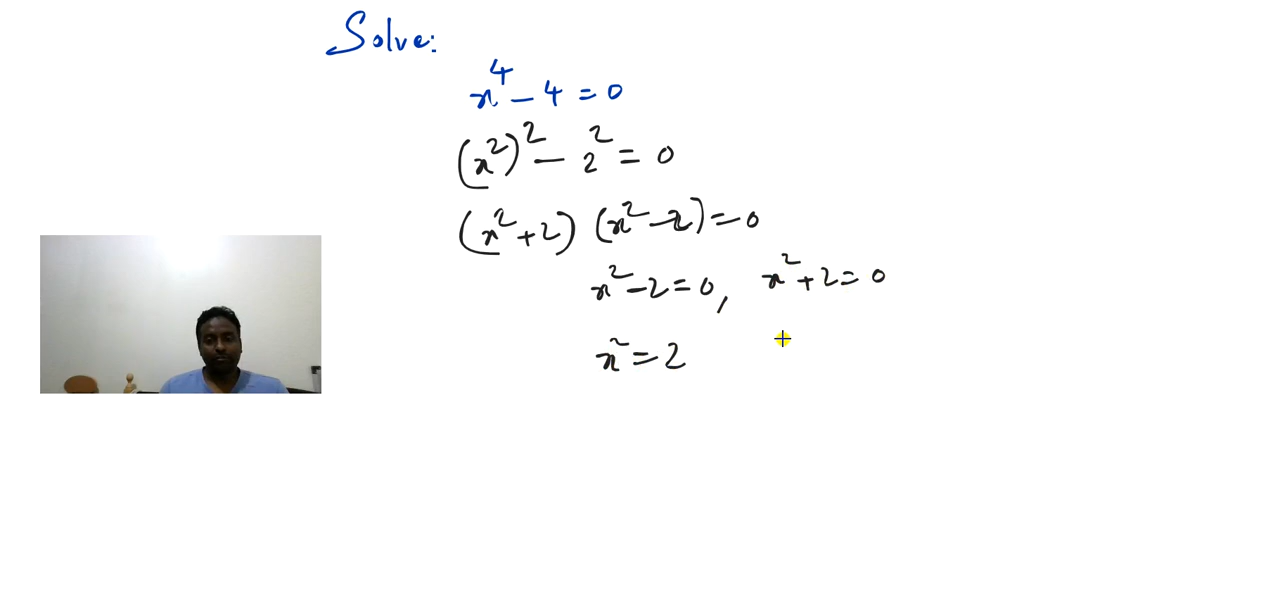 Solve:
x⁴ - 4 = 0
(x²)² - 2² = 0
(x² + 2) (x² - 2) = 0
x² - 2 = 0, x² + 2 = 0
x² = 2